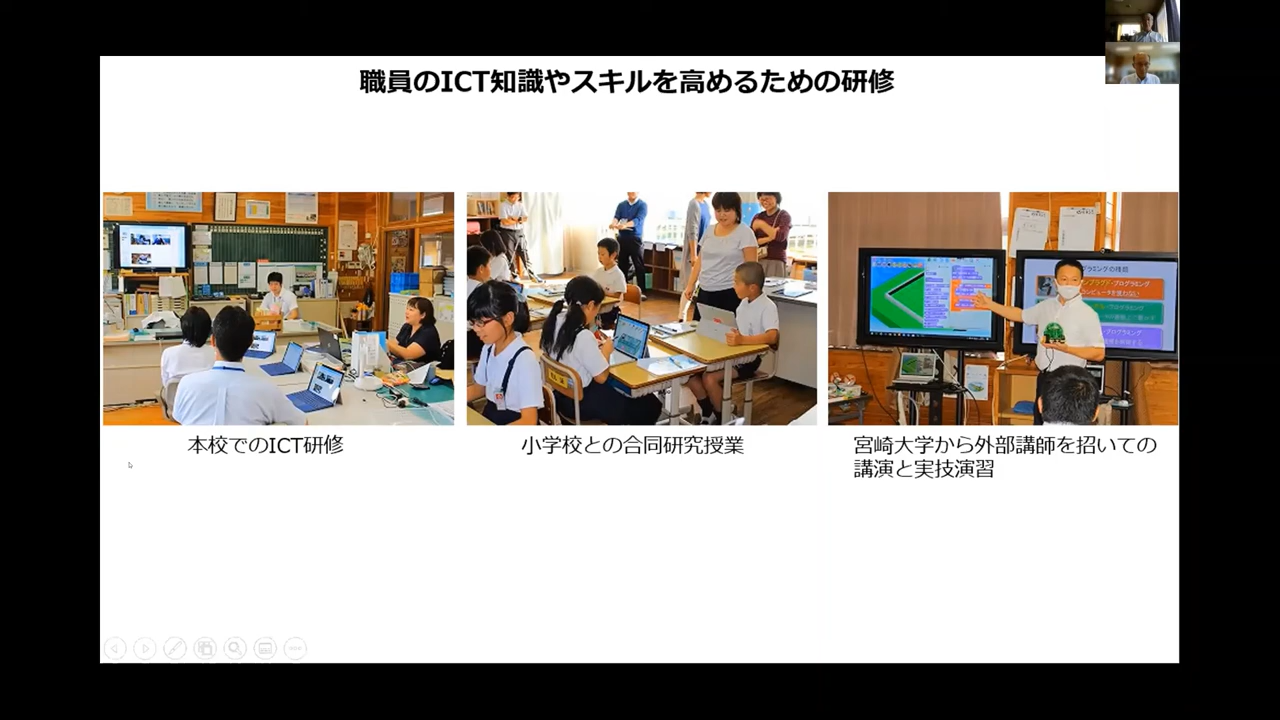 職員のICT知識やスキルを高めるための研修
本校でのICT研修
小学校との合同研究授業
宮崎大学から外部講師を招いての
講演と実技演習